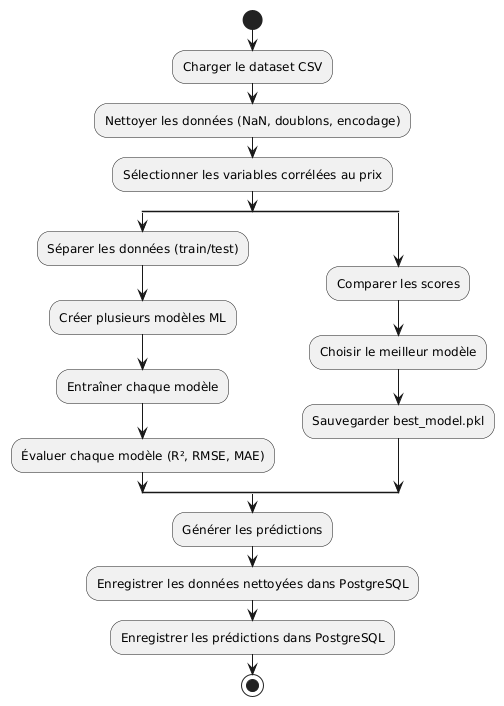 Charger le dataset CSV
Nettoyer les données (NaN, doublons, encodage)
Sélectionner les variables corrélées au prix
Séparer les données (train/test)
Créer plusieurs modèles ML
Entraîner chaque modèle
Évaluer chaque modèle (R², RMSE, MAE)
Comparer les scores
Choisir le meilleur modèle
Sauvegarder best_model.pkl
Générer les prédictions
Enregistrer les données nettoyées dans PostgreSQL
Enregistrer les prédictions dans PostgreSQL